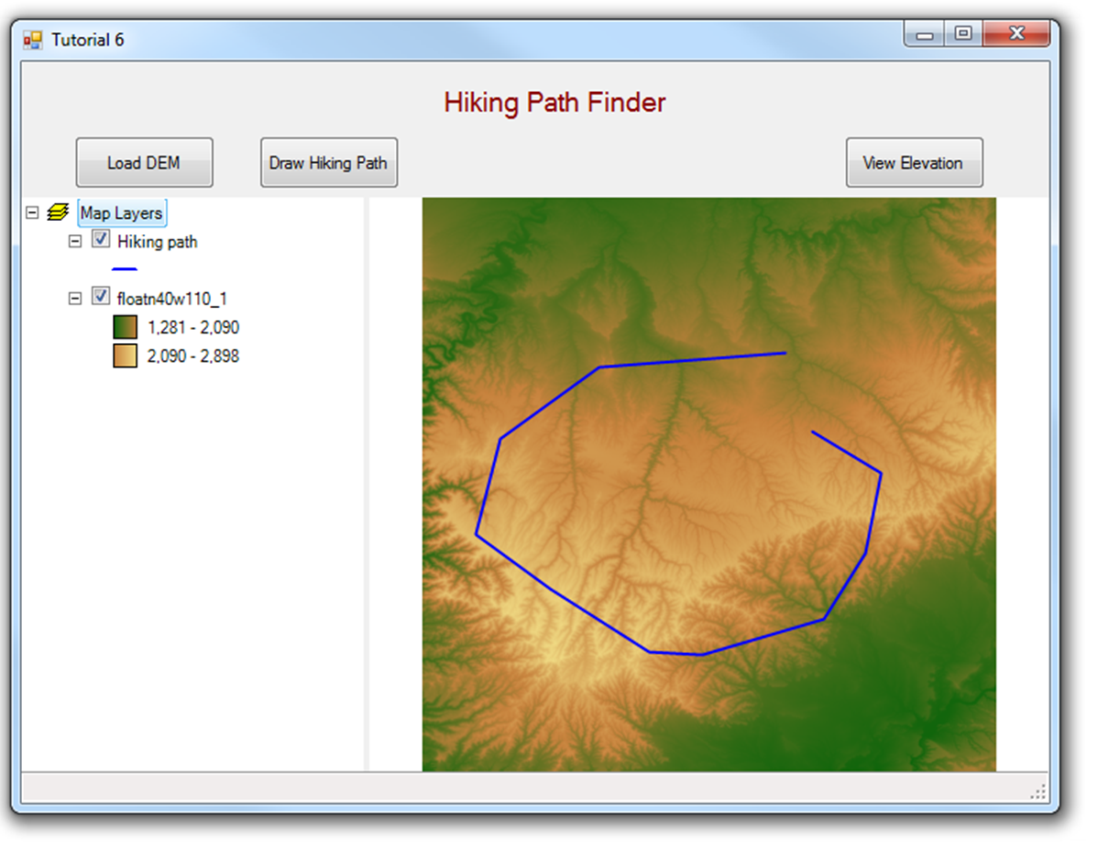 Tutorial 6
Hiking Path Finder
Load DEM
Draw Hiking Path
View Elevation
Map Layers
Hiking path
floatn40w110_1
1,281 - 2,090
2,090 - 2,898